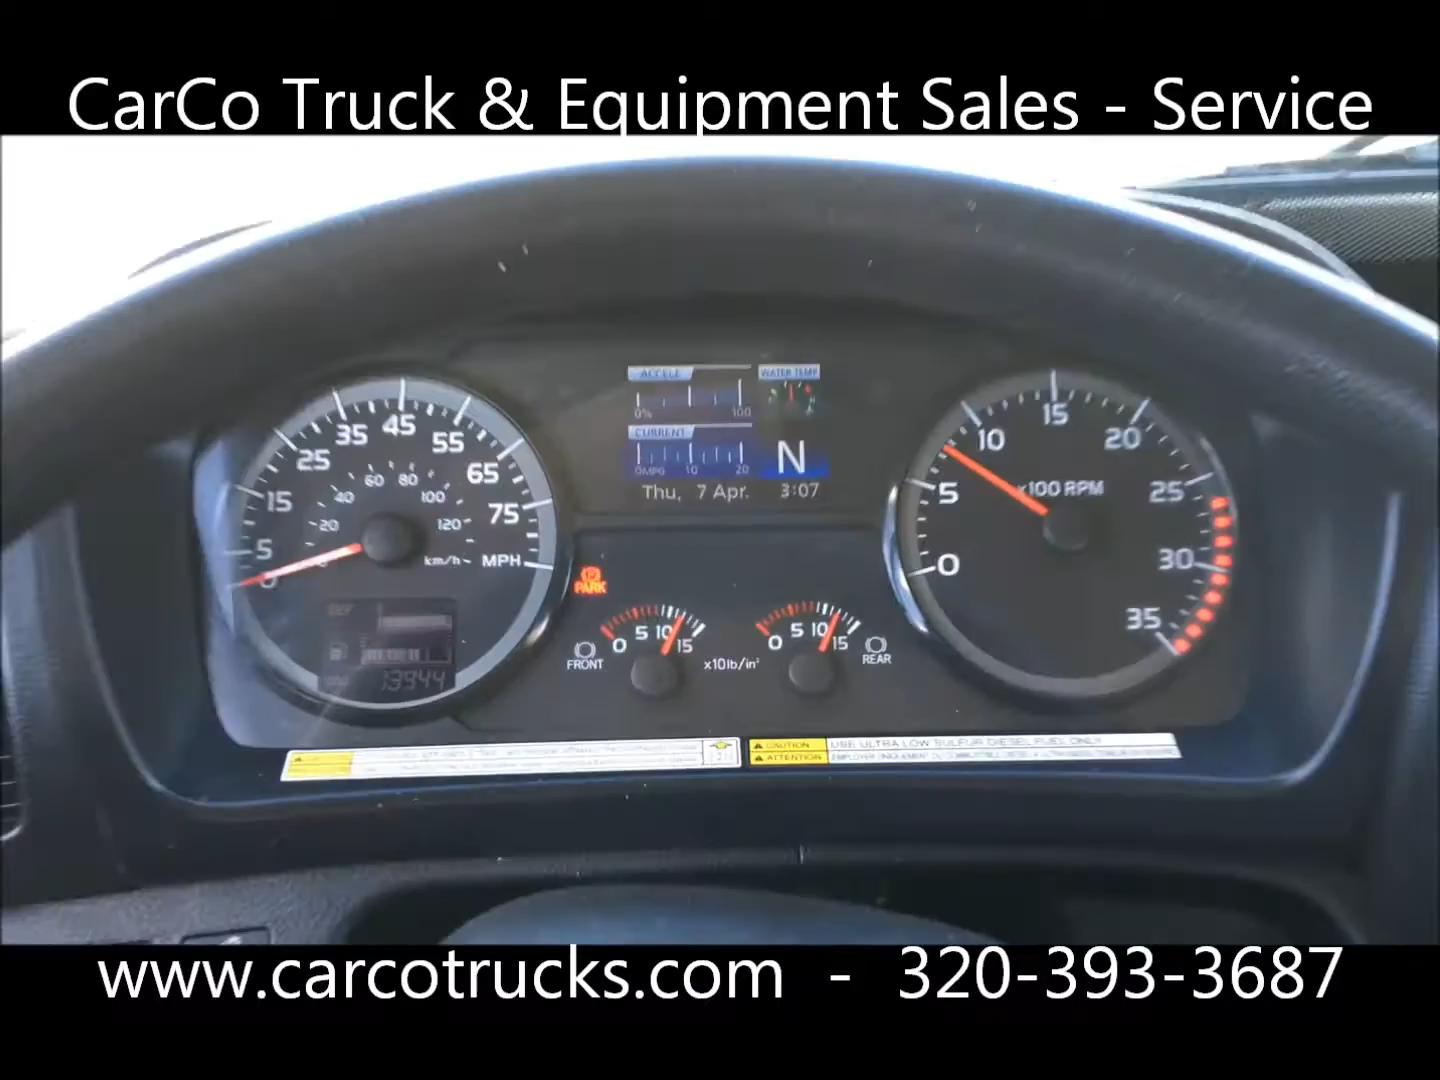 CarCo Truck & Equipment Sales - Service
ACCELE
WATER TEMP
0% 100
CURRENT
0MPG 10 20
N
Thu, 7 Apr. 3:07
0 5 15 25 35 45 55 65 75
20 40 60 80 100 120
km/h MPH
DEF
13944
PARK
0 5 10 15
FRONT
x10lb/in²
0 5 10 15
REAR
0 5 10 15 20 25 30 35
x100 RPM
CAUTION USE ULTRA LOW SULFUR DIESEL FUEL ONLY
ATTENTION
www.carcotrucks.com - 320-393-3687